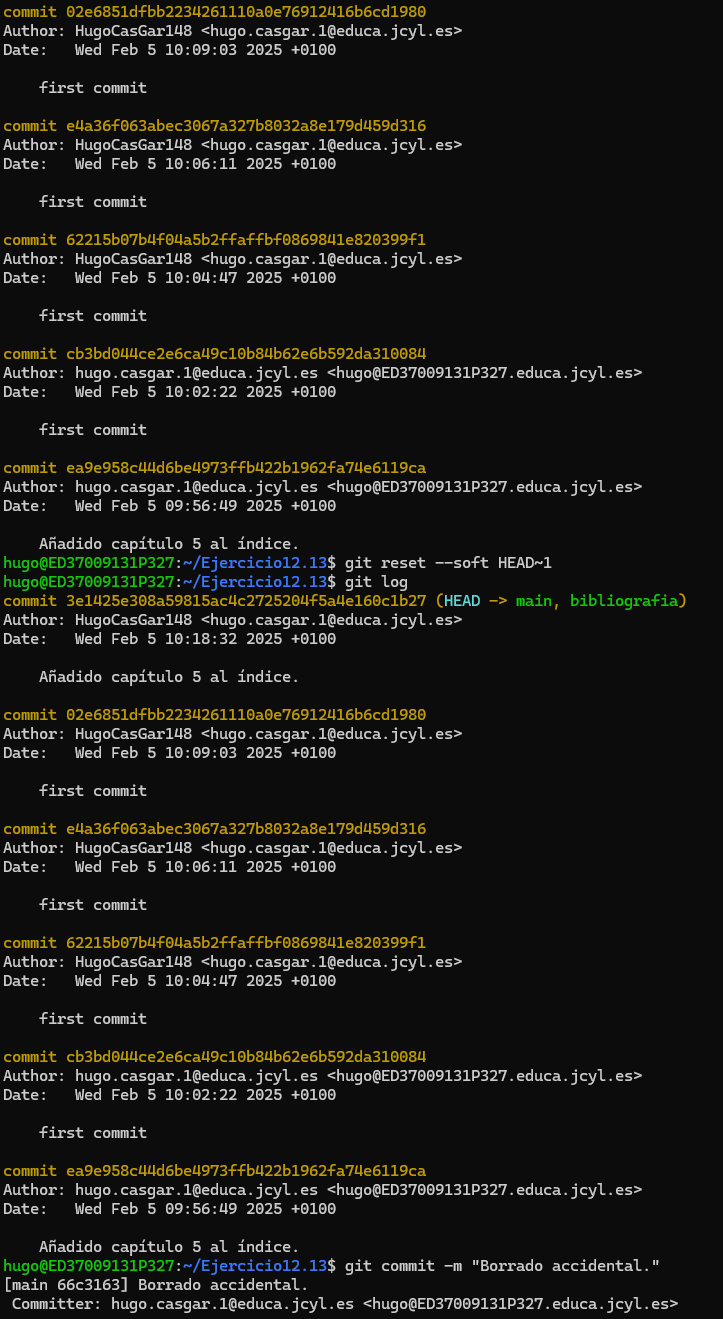 commit 02e6851dfbb2234261110a0e76912416b6cd1980
Author: HugoCasGar148 <hugo.casgar.1@educa.jcyl.es>
Date:   Wed Feb 5 10:09:03 2025 +0100
    first commit
commit e4a36f063abec3067a327b8032a8e179d459d316
Author: HugoCasGar148 <hugo.casgar.1@educa.jcyl.es>
Date:   Wed Feb 5 10:06:11 2025 +0100
    first commit
commit 62215b07b4f04a5b2ffaffbf0869841e820399f1
Author: HugoCasGar148 <hugo.casgar.1@educa.jcyl.es>
Date:   Wed Feb 5 10:04:47 2025 +0100
    first commit
commit cb3bd044ce2e6ca49c10b84b62e6b592da310084
Author: hugo.casgar.1@educa.jcyl.es <hugo@ED37009131P327.educa.jcyl.es>
Date:   Wed Feb 5 10:02:22 2025 +0100
    first commit
commit ea9e958c44d6be4973ffb422b1962fa74e6119ca
Author: hugo.casgar.1@educa.jcyl.es <hugo@ED37009131P327.educa.jcyl.es>
Date:   Wed Feb 5 09:56:49 2025 +0100
    Añadido capítulo 5 al índice.
hugo@ED37009131P327:~/Ejercicio12.13$ git reset --soft HEAD~1
hugo@ED37009131P327:~/Ejercicio12.13$ git log
commit 3e1425e308a59815ac4c2725204f5a4e160c1b27 (HEAD -> main, bibliografia)
Author: HugoCasGar148 <hugo.casgar.1@educa.jcyl.es>
Date:   Wed Feb 5 10:18:32 2025 +0100
    Añadido capítulo 5 al índice.
commit 02e6851dfbb2234261110a0e76912416b6cd1980
Author: HugoCasGar148 <hugo.casgar.1@educa.jcyl.es>
Date:   Wed Feb 5 10:09:03 2025 +0100
    first commit
commit e4a36f063abec3067a327b8032a8e179d459d316
Author: HugoCasGar148 <hugo.casgar.1@educa.jcyl.es>
Date:   Wed Feb 5 10:06:11 2025 +0100
    first commit
commit 62215b07b4f04a5b2ffaffbf0869841e820399f1
Author: HugoCasGar148 <hugo.casgar.1@educa.jcyl.es>
Date:   Wed Feb 5 10:04:47 2025 +0100
    first commit
commit cb3bd044ce2e6ca49c10b84b62e6b592da310084
Author: hugo.casgar.1@educa.jcyl.es <hugo@ED37009131P327.educa.jcyl.es>
Date:   Wed Feb 5 10:02:22 2025 +0100
    first commit
commit ea9e958c44d6be4973ffb422b1962fa74e6119ca
Author: hugo.casgar.1@educa.jcyl.es <hugo@ED37009131P327.educa.jcyl.es>
Date:   Wed Feb 5 09:56:49 2025 +0100
    Añadido capítulo 5 al índice.
hugo@ED37009131P327:~/Ejercicio12.13$ git commit -m "Borrado accidental."
[main 66c3163] Borrado accidental.
 Committer: hugo.casgar.1@educa.jcyl.es <hugo@ED37009131P327.educa.jcyl.es>